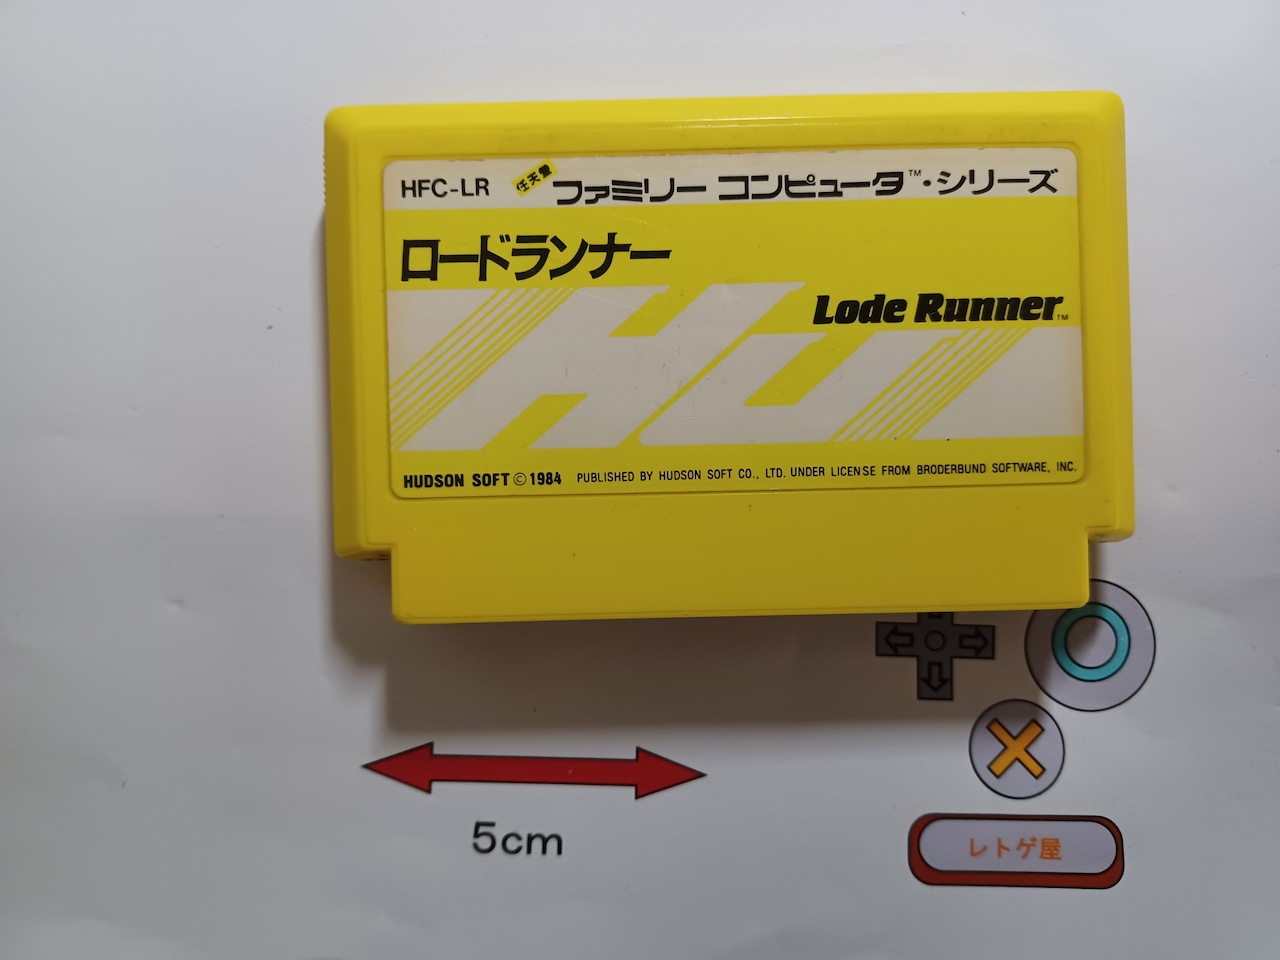 HFC-LR 任天堂 ファミリー コンピュータ™・シリーズ
ロードランナー
Lode Runner™
HU
HUDSON SOFT © 1984 PUBLISHED BY HUDSON SOFT CO., LTD. UNDER LICENSE FROM BRODERBUND SOFTWARE, INC.
5cm
レトゲ屋